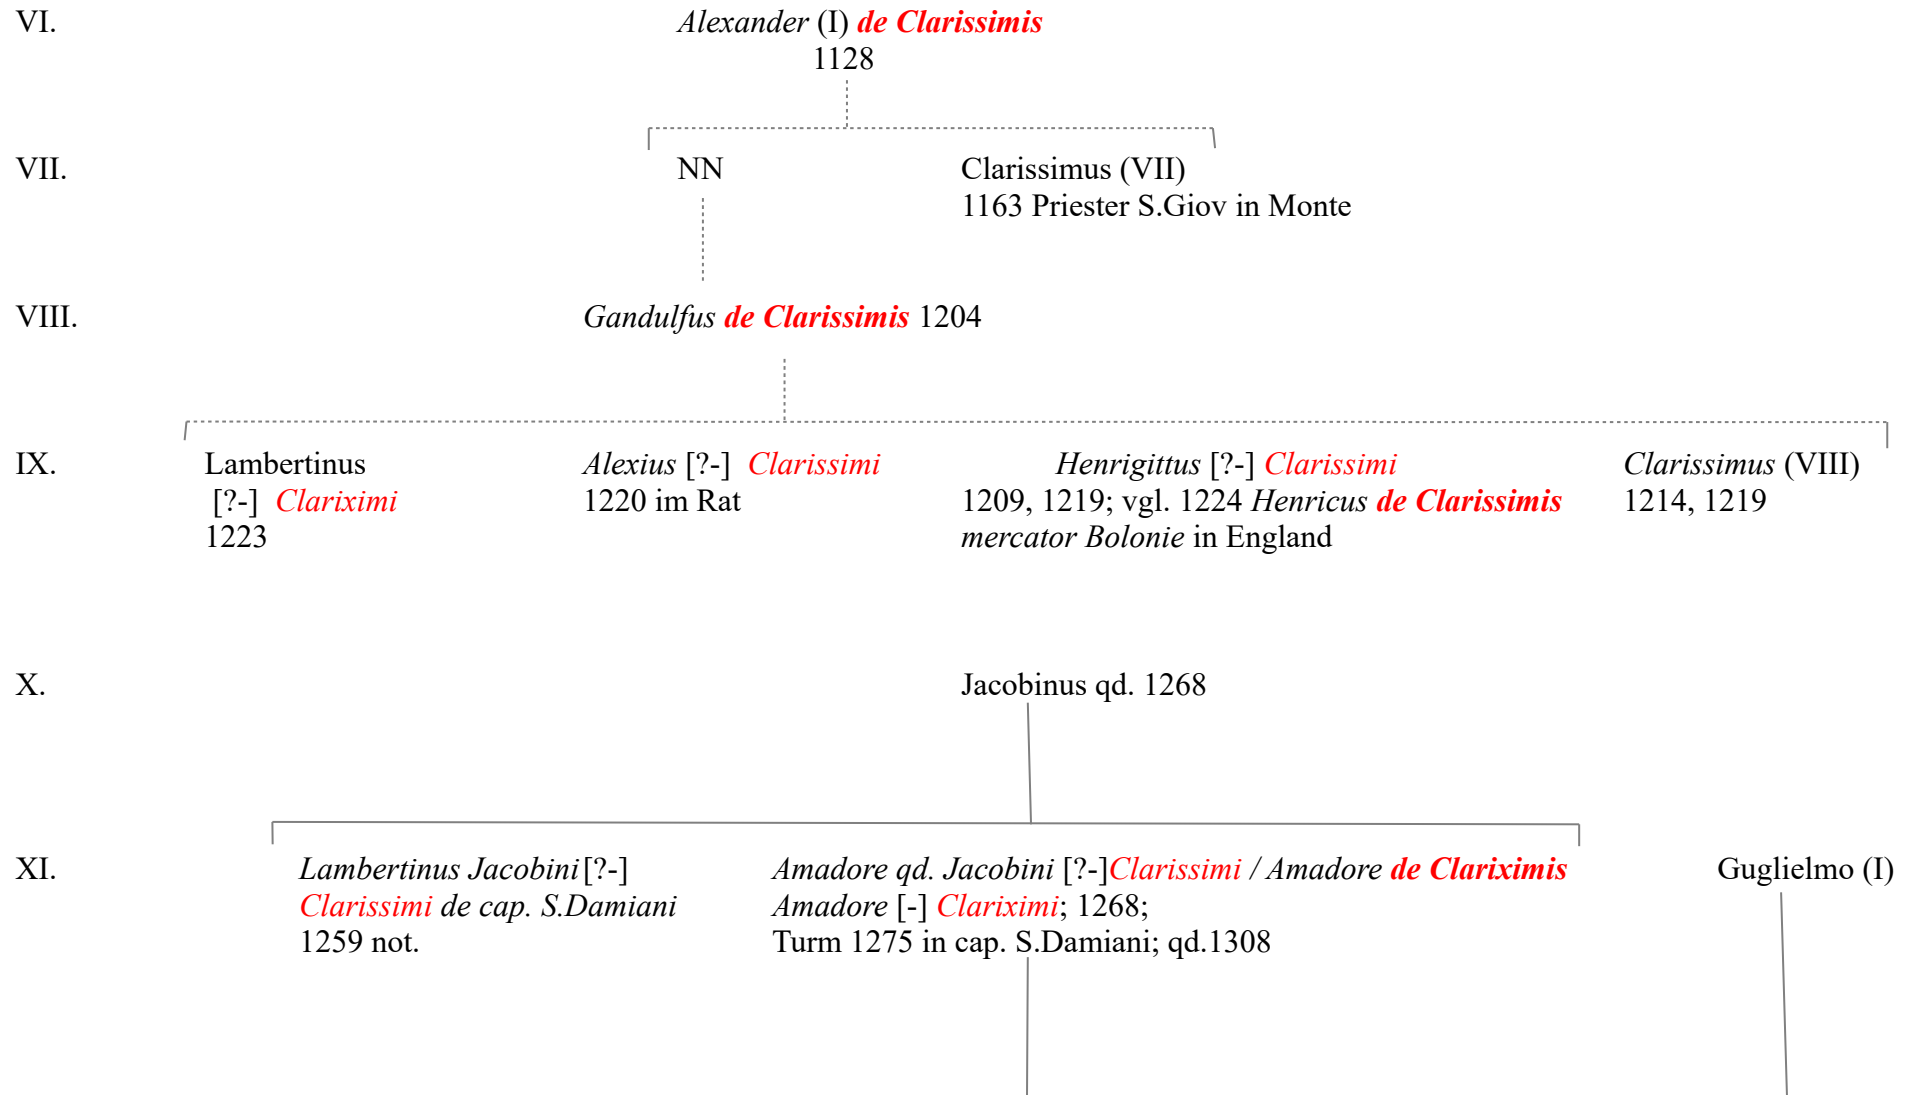 VI. Alexander (I) de Clarissimis
1128
VII. NN Clarissimus (VII)
1163 Priester S.Giov in Monte
VIII. Gandulfus de Clarissimis 1204
IX. Lambertinus Alexius [?-] Clarissimi Henrigittus [?-] Clarissimi Clarissimus (VIII)
[?-] Clariximi 1220 im Rat 1209, 1219; vgl. 1224 Henricus de Clarissimis 1214, 1219
1223 mercator Bolonie in England
X. Jacobinus qd. 1268
XI. Lambertinus Jacobini [?-] Amadore qd. Jacobini [?-]Clarissimi / Amadore de Clariximis Guglielmo (I)
Clarissimi de cap. S.Damiani Amadore [-] Clariximi; 1268;
1259 not. Turm 1275 in cap. S.Damiani; qd.1308